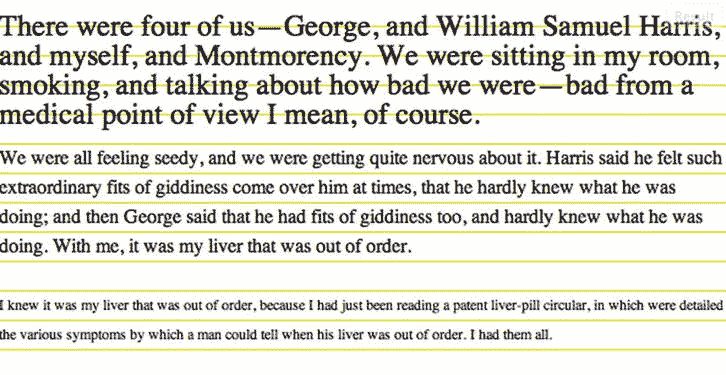 There were four of us—George, and William Samuel Harris,
and myself, and Montmorency. We were sitting in my room,
smoking, and talking about how bad we were—bad from a
medical point of view I mean, of course.
We were all feeling seedy, and we were getting quite nervous about it. Harris said he felt such
extraordinary fits of giddiness come over him at times, that he hardly knew what he was
doing; and then George said that he had fits of giddiness too, and hardly knew what he was
doing. With me, it was my liver that was out of order.
I knew it was my liver that was out of order, because I had just been reading a patent liver-pill circular, in which were detailed
the various symptoms by which a man could tell when his liver was out of order. I had them all.